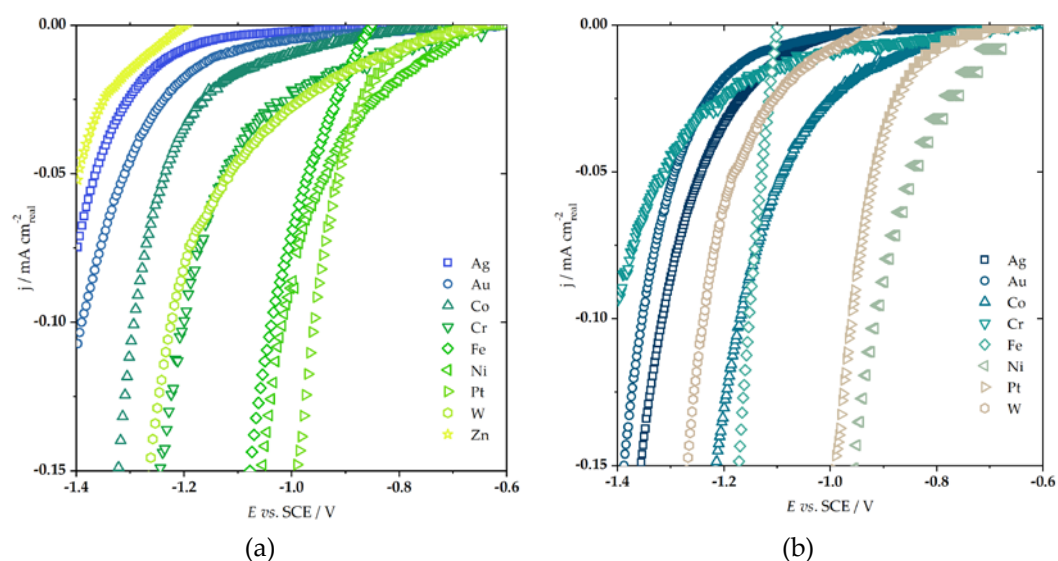 0.00
-0.05
-0.10
-0.15
j / mA cm⁻²real
-1.4 -1.2 -1.0 -0.8 -0.6
E vs. SCE / V
Ag
Au
Co
Cr
Fe
Ni
Pt
W
Zn
(a)
0.00
-0.05
-0.10
-0.15
j / mA cm⁻²real
-1.4 -1.2 -1.0 -0.8 -0.6
E vs. SCE / V
Ag
Au
Co
Cr
Fe
Ni
Pt
W
(b)